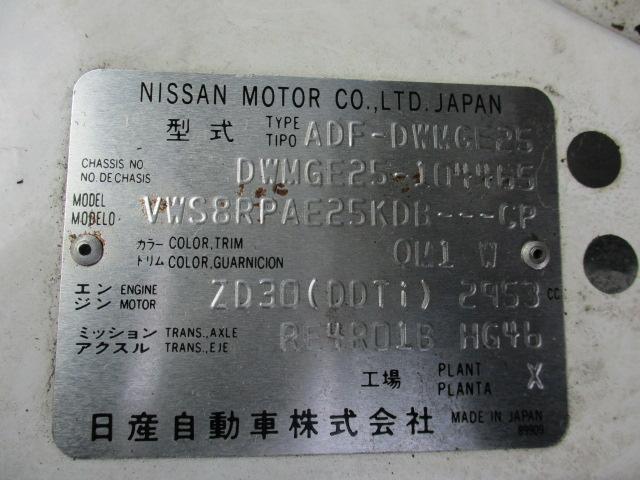 NISSAN MOTOR CO.,LTD. JAPAN
型式 TYPE TIPO ADF-DWMGE25
CHASSIS NO NO. DE CHASIS DWMGE25-104465
MODEL MODELO VWS8RPAE25KDB---CP
カラー COLOR, TRIM トリム COLOR, GUARNICION QM1 W
エンジン ENGINE MOTOR ZD30(DDTi) 2953 CC
ミッション TRANS., AXLE アクスル TRANS., EJE RE4R01B HG46
工場 PLANT PLANTA X
日産自動車株式会社 MADE IN JAPAN
89909